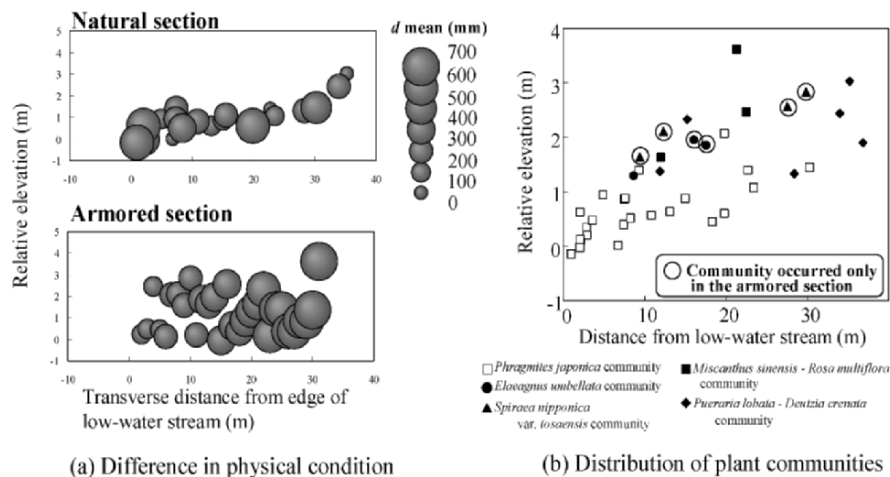 Natural section
d mean (mm)
5
4
3
2
1
0
-1
-10
0
10
20
30
40
700
600
500
400
300
200
100
0
Relative elevation (m)
Armored section
5
4
3
2
1
0
-1
-10
0
10
20
30
40
Relative elevation (m)
Transverse distance from edge of
low-water stream (m)
(a) Difference in physical condition
4
3
2
1
0
-1
Relative elevation (m)
Community occurred only
in the armored section
0
10
20
30
Distance from low-water stream (m)
Phragmites japonica community
Elaeagnus umbellata community
Spiraea nipponica
var. tosaensis community
Miscanthus sinensis - Rosa multiflora
community
Pueraria lobata - Deutzia crenata
community
(b) Distribution of plant communities